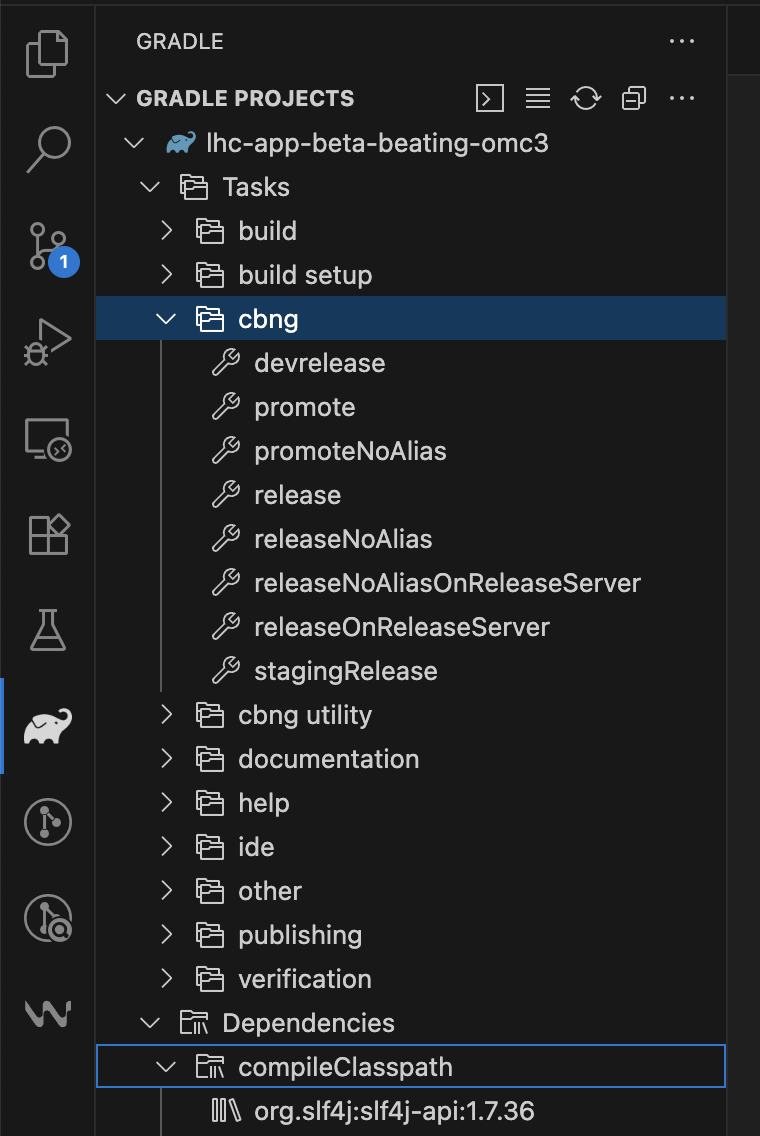 GRADLE
GRADLE PROJECTS
lhc-app-beta-beating-omc3
Tasks
build
build setup
1
cbng
devrelease
promote
promoteNoAlias
release
releaseNoAlias
releaseNoAliasOnReleaseServer
releaseOnReleaseServer
stagingRelease
cbng utility
documentation
help
ide
other
publishing
verification
Dependencies
compileClasspath
org.slf4j:slf4j-api:1.7.36